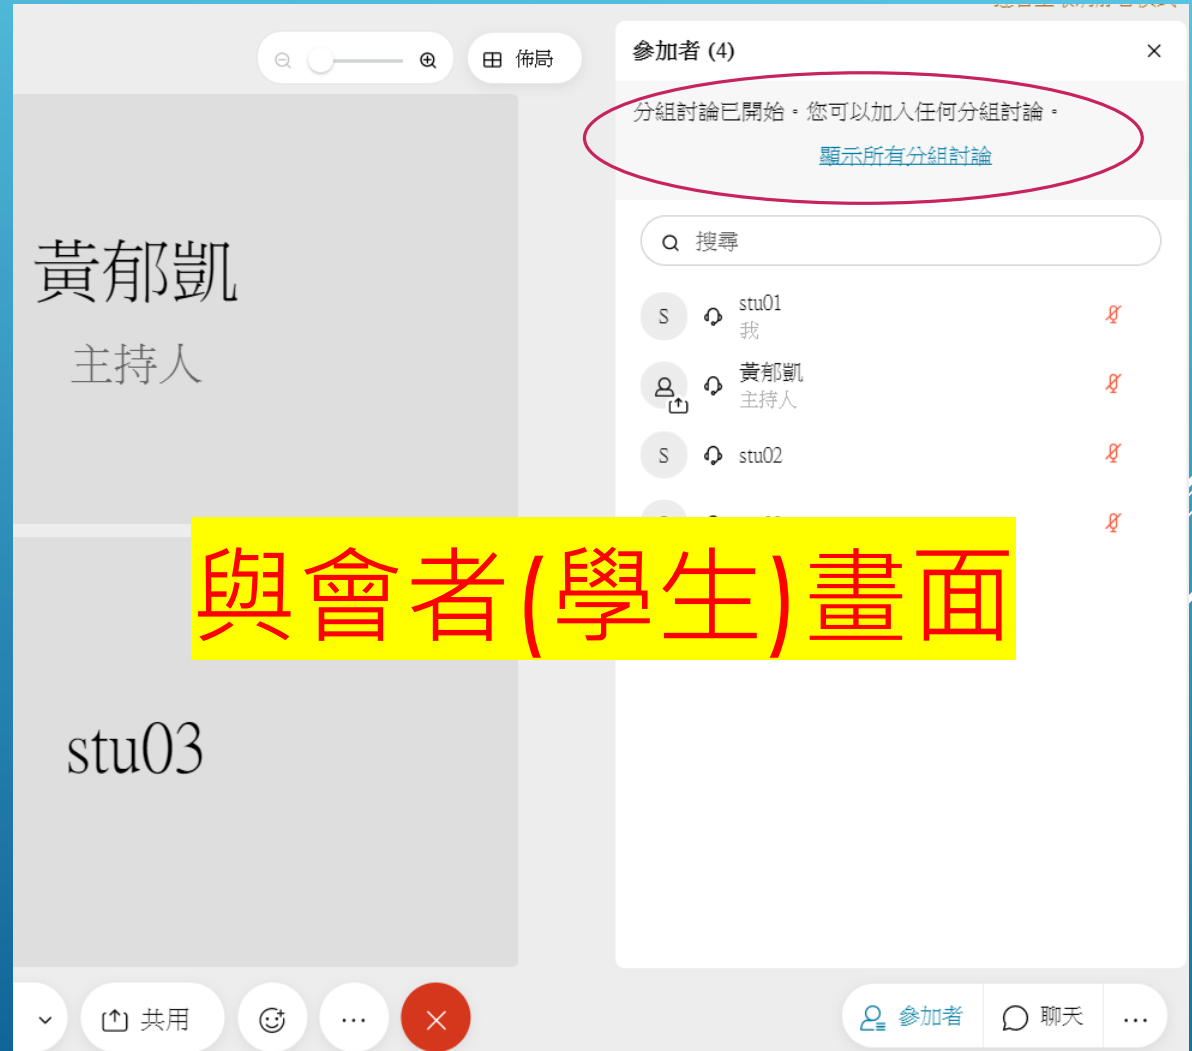 佈局
參加者 (4)
分組討論已開始。您可以加入任何分組討論。
顯示所有分組討論
搜尋
黃郁凱
主持人
S
stu01
我
黃郁凱
主持人
S
stu02
與會者(學生)畫面
stu03
共用
參加者
聊天